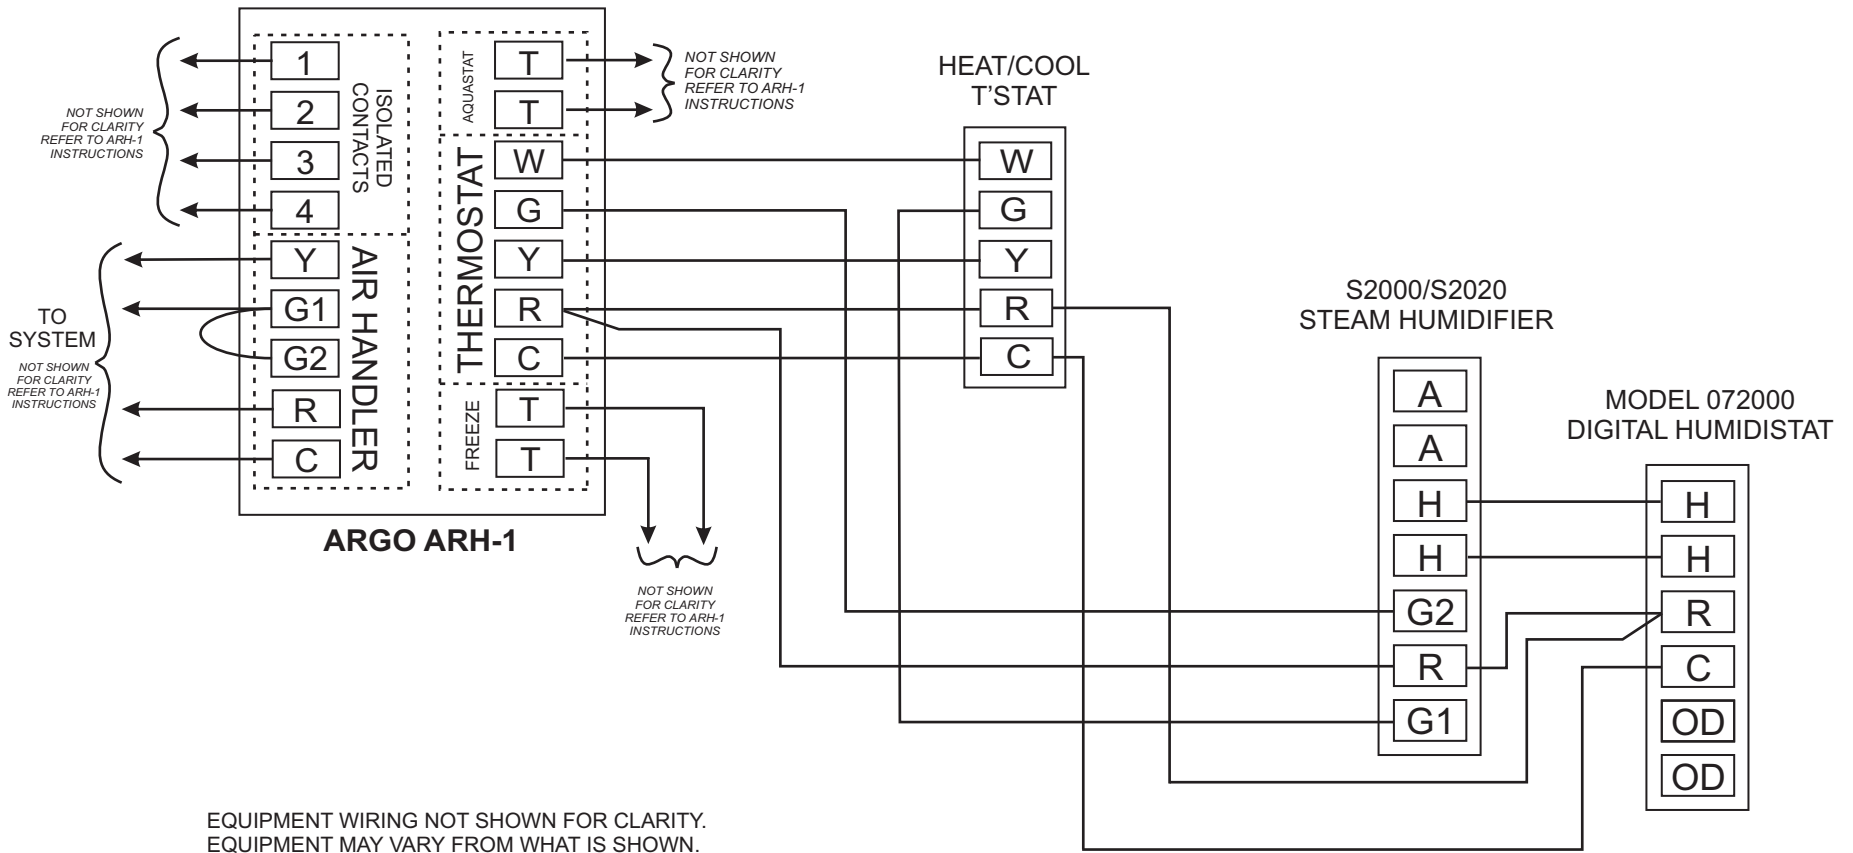 NOT SHOWN
FOR CLARITY
REFER TO ARH-1
INSTRUCTIONS
TO
SYSTEM
NOT SHOWN
FOR CLARITY
REFER TO ARH-1
INSTRUCTIONS
1
2
3
4
ISOLATED
CONTACTS
Y
G1
G2
R
C
AIR HANDLER
AQUASTAT
T
T
THERMOSTAT
W
G
Y
R
C
FREEZE
T
T
ARGO ARH-1
NOT SHOWN
FOR CLARITY
REFER TO ARH-1
INSTRUCTIONS
NOT SHOWN
FOR CLARITY
REFER TO ARH-1
INSTRUCTIONS
HEAT/COOL
T'STAT
W
G
Y
R
C
S2000/S2020
STEAM HUMIDIFIER
A
A
H
H
G2
R
G1
MODEL 072000
DIGITAL HUMIDISTAT
H
H
R
C
OD
OD
EQUIPMENT WIRING NOT SHOWN FOR CLARITY.
EQUIPMENT MAY VARY FROM WHAT IS SHOWN.